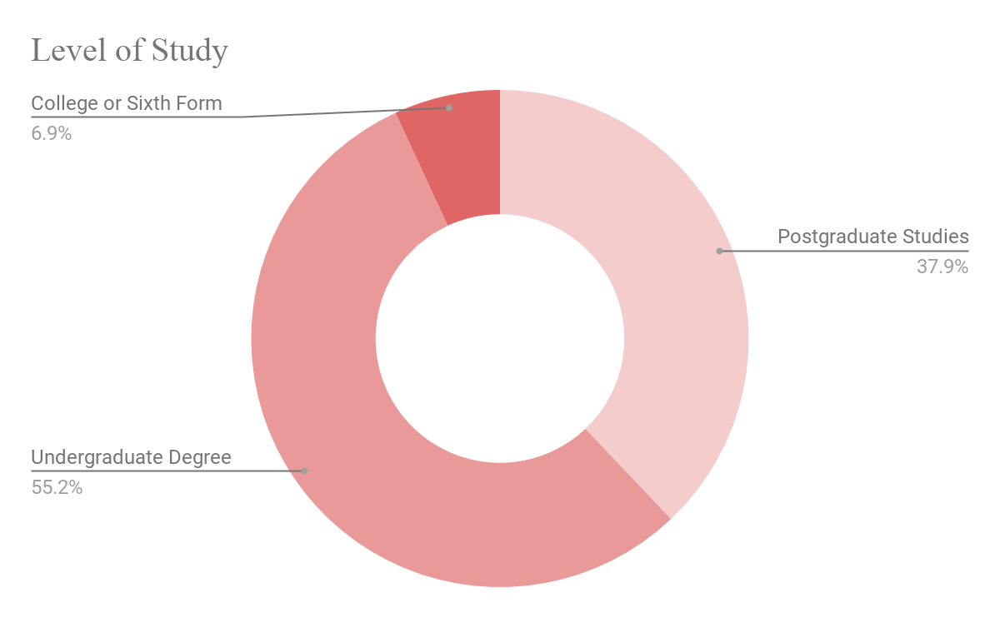 Level of Study
College or Sixth Form
6.9%
Postgraduate Studies
37.9%
Undergraduate Degree
55.2%